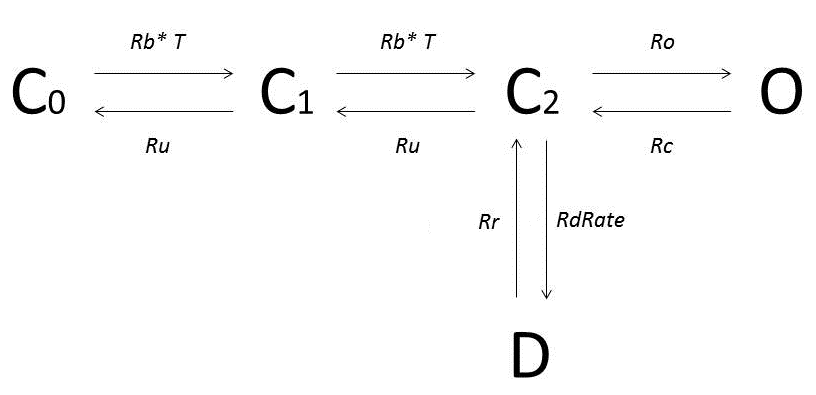 Rb* T Rb* T Ro
C0 C1 C2 O
Ru Ru Rc
Rr RdRate
D